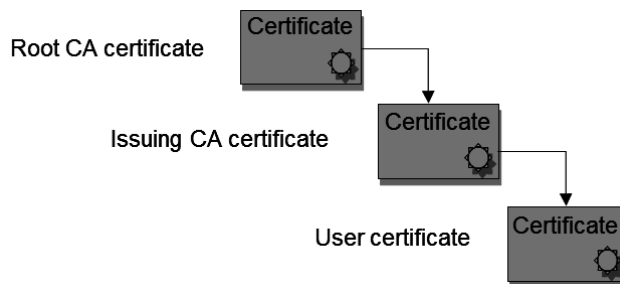 Certificate
Root CA certificate
Certificate
Issuing CA certificate
Certificate
User certificate